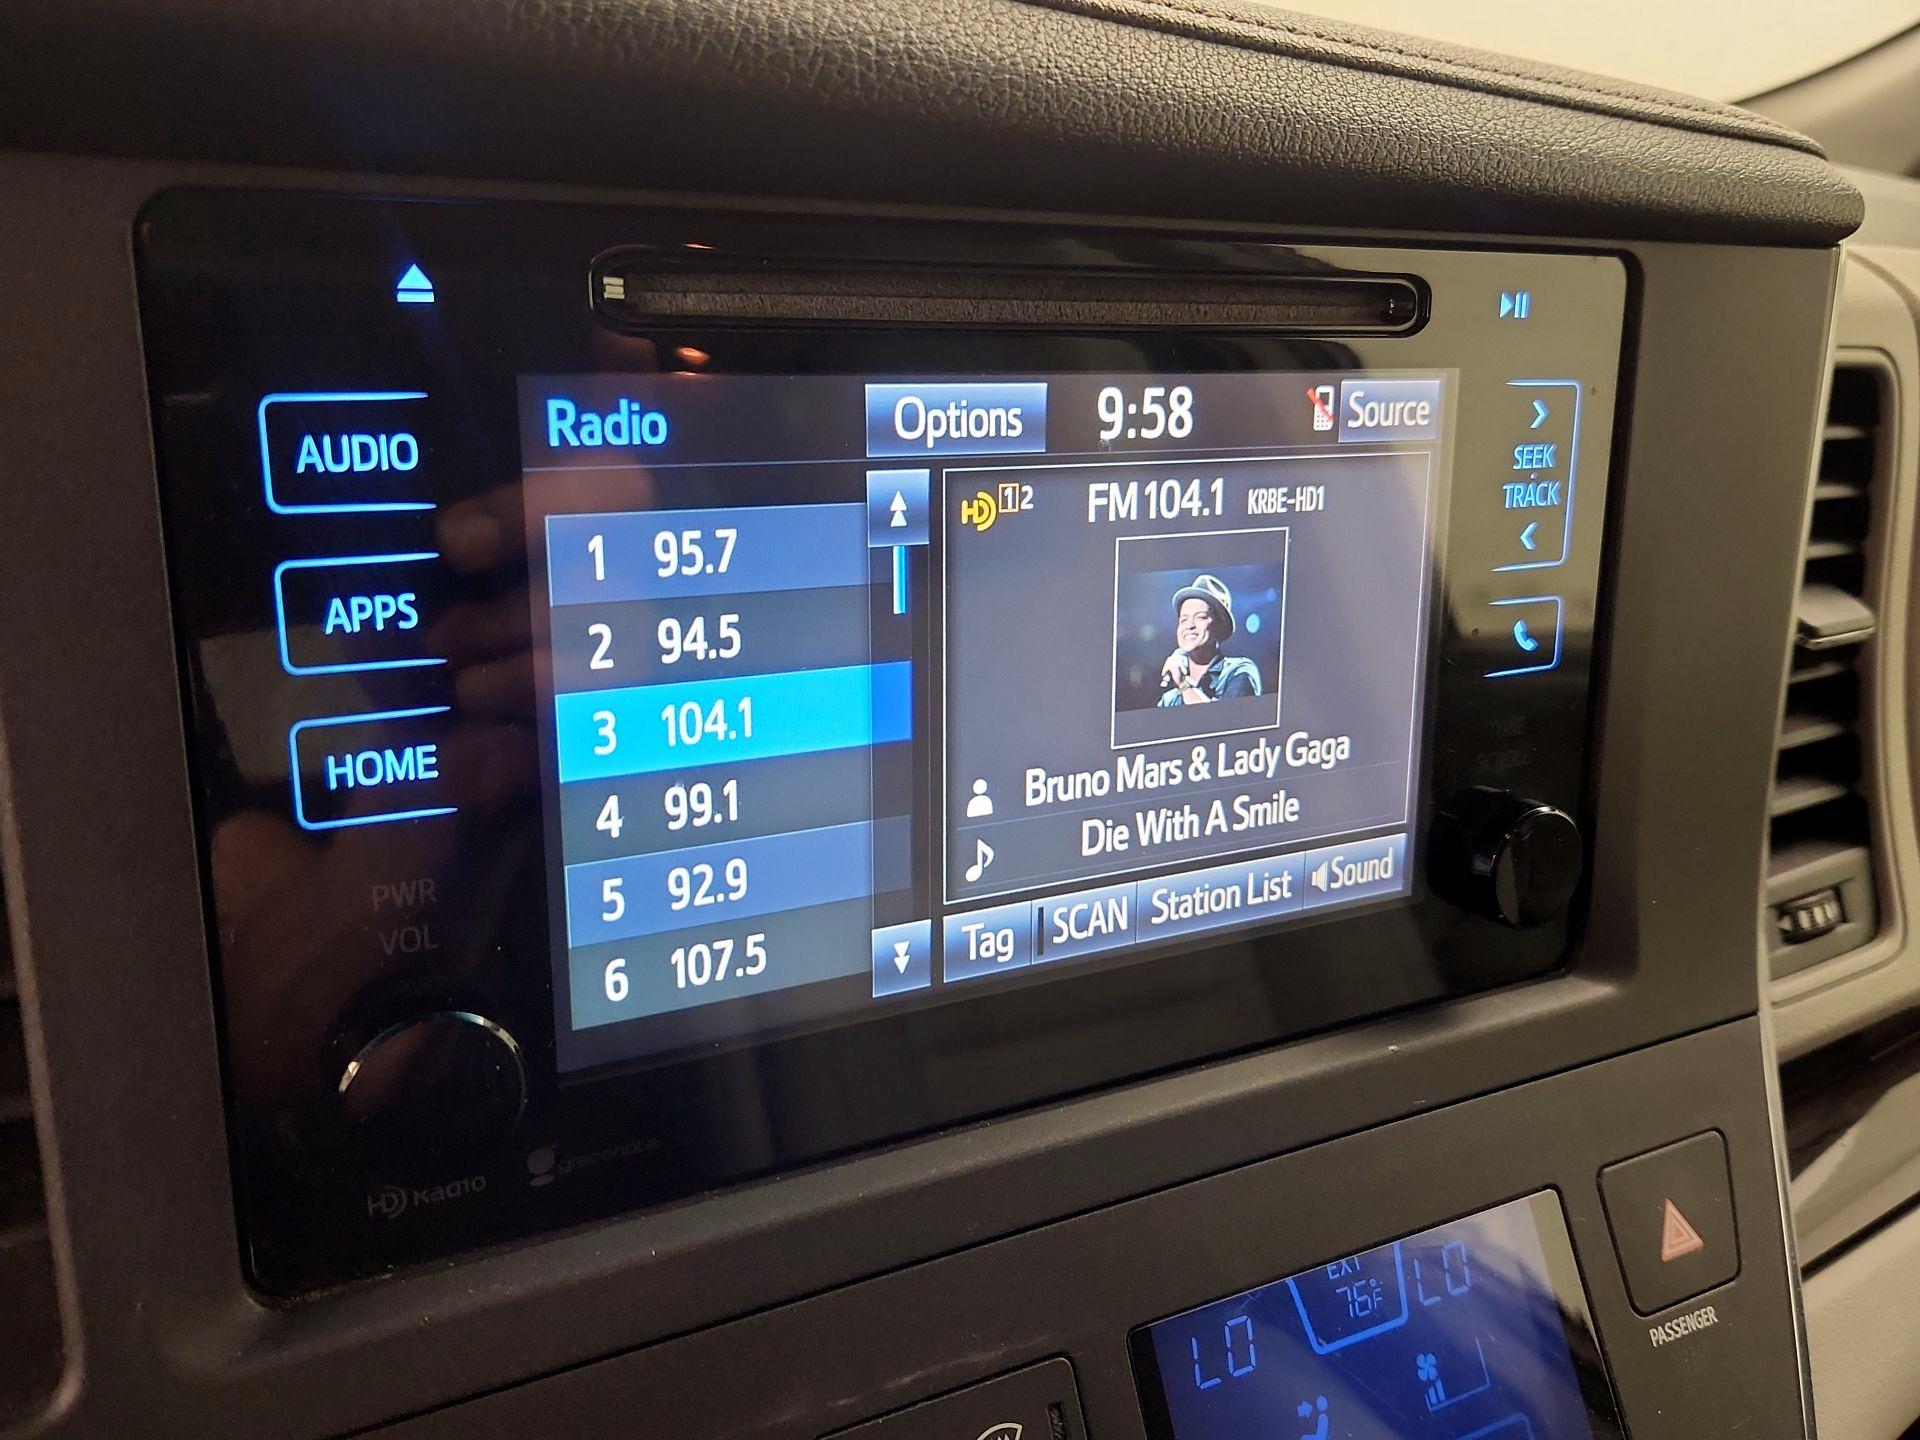 AUDIO
APPS
HOME
PWR
VOL
HD Radio
gracenote
Radio
Options
9:58
Source
1 95.7
2 94.5
3 104.1
4 99.1
5 92.9
6 107.5
HD 1 2
FM 104.1 KRBE-HD1
Bruno Mars & Lady Gaga
Die With A Smile
Tag
SCAN
Station List
Sound
SEEK
TRACK
TUNE
SCROLL
LO
EXT
76°F
LO
PASSENGER